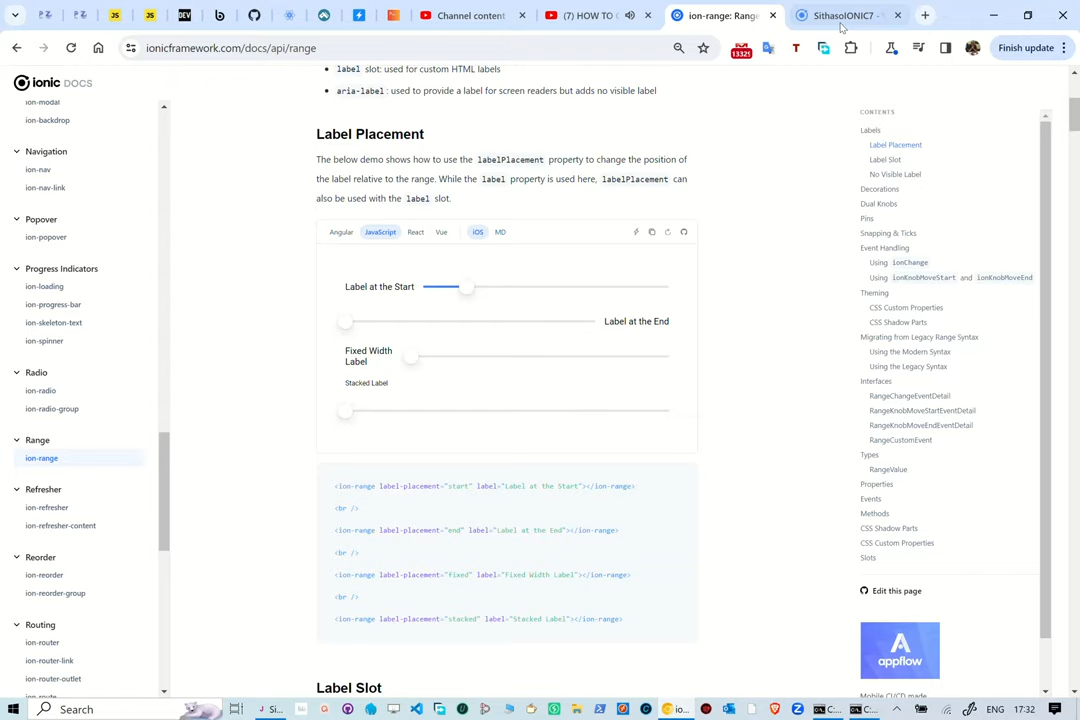 Channel content
(7) HOW TO
ion-range: Range
SithasoIONIC7 -
ionicframework.com/docs/api/range
13329
T
Finish update
ionic DOCS
ion-modal
ion-backdrop
Navigation
ion-nav
ion-nav-link
Popover
ion-popover
Progress Indicators
ion-loading
ion-progress-bar
ion-skeleton-text
ion-spinner
Radio
ion-radio
ion-radio-group
Range
ion-range
Refresher
ion-refresher
ion-refresher-content
Reorder
ion-reorder
ion-reorder-group
Routing
ion-router
ion-router-link
ion-router-outlet
ion-route
label slot: used for custom HTML labels
aria-label : used to provide a label for screen readers but adds no visible label
Label Placement
The below demo shows how to use the labelPlacement property to change the position of
the label relative to the range. While the label property is used here, labelPlacement can
also be used with the label slot.
Angular JavaScript React Vue iOS MD
Label at the Start
Label at the End
Fixed Width
Label
Stacked Label
<ion-range label-placement="start" label="Label at the Start"></ion-range>
<br />
<ion-range label-placement="end" label="Label at the End"></ion-range>
<br />
<ion-range label-placement="fixed" label="Fixed Width Label"></ion-range>
<br />
<ion-range label-placement="stacked" label="Stacked Label"></ion-range>
Label Slot
CONTENTS
Labels
Label Placement
Label Slot
No Visible Label
Decorations
Dual Knobs
Pins
Snapping & Ticks
Event Handling
Using ionChange
Using ionKnobMoveStart and ionKnobMoveEnd
Theming
CSS Custom Properties
CSS Shadow Parts
Migrating from Legacy Range Syntax
Using the Modern Syntax
Using the Legacy Syntax
Interfaces
RangeChangeEventDetail
RangeKnobMoveStartEventDetail
RangeKnobMoveEndEventDetail
RangeCustomEvent
Types
RangeValue
Properties
Events
Methods
CSS Shadow Parts
CSS Custom Properties
Slots
Edit this page
appflow
Mobile CI/CD made
Search
Si...
io...
C:...
C:...
ENG
17:32